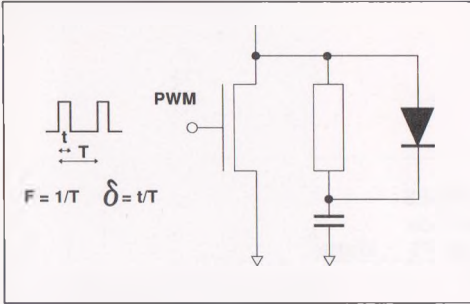 PWM
t
T
F = 1/T δ = t/T